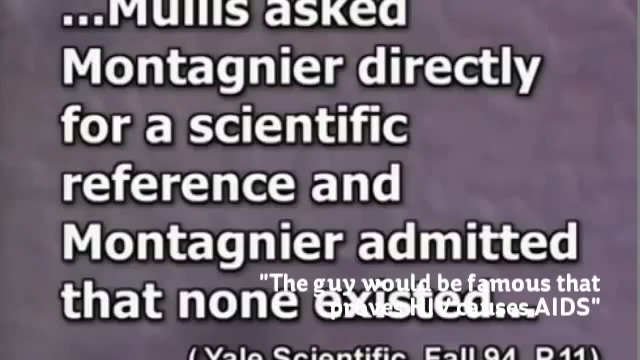 ...Mullis asked
Montagnier directly
for a scientific
reference and
Montagnier admitted
that none existed...
"The guy would be famous that
proves HIV causes AIDS"
(Yale Scientific, Fall 94, P.11)